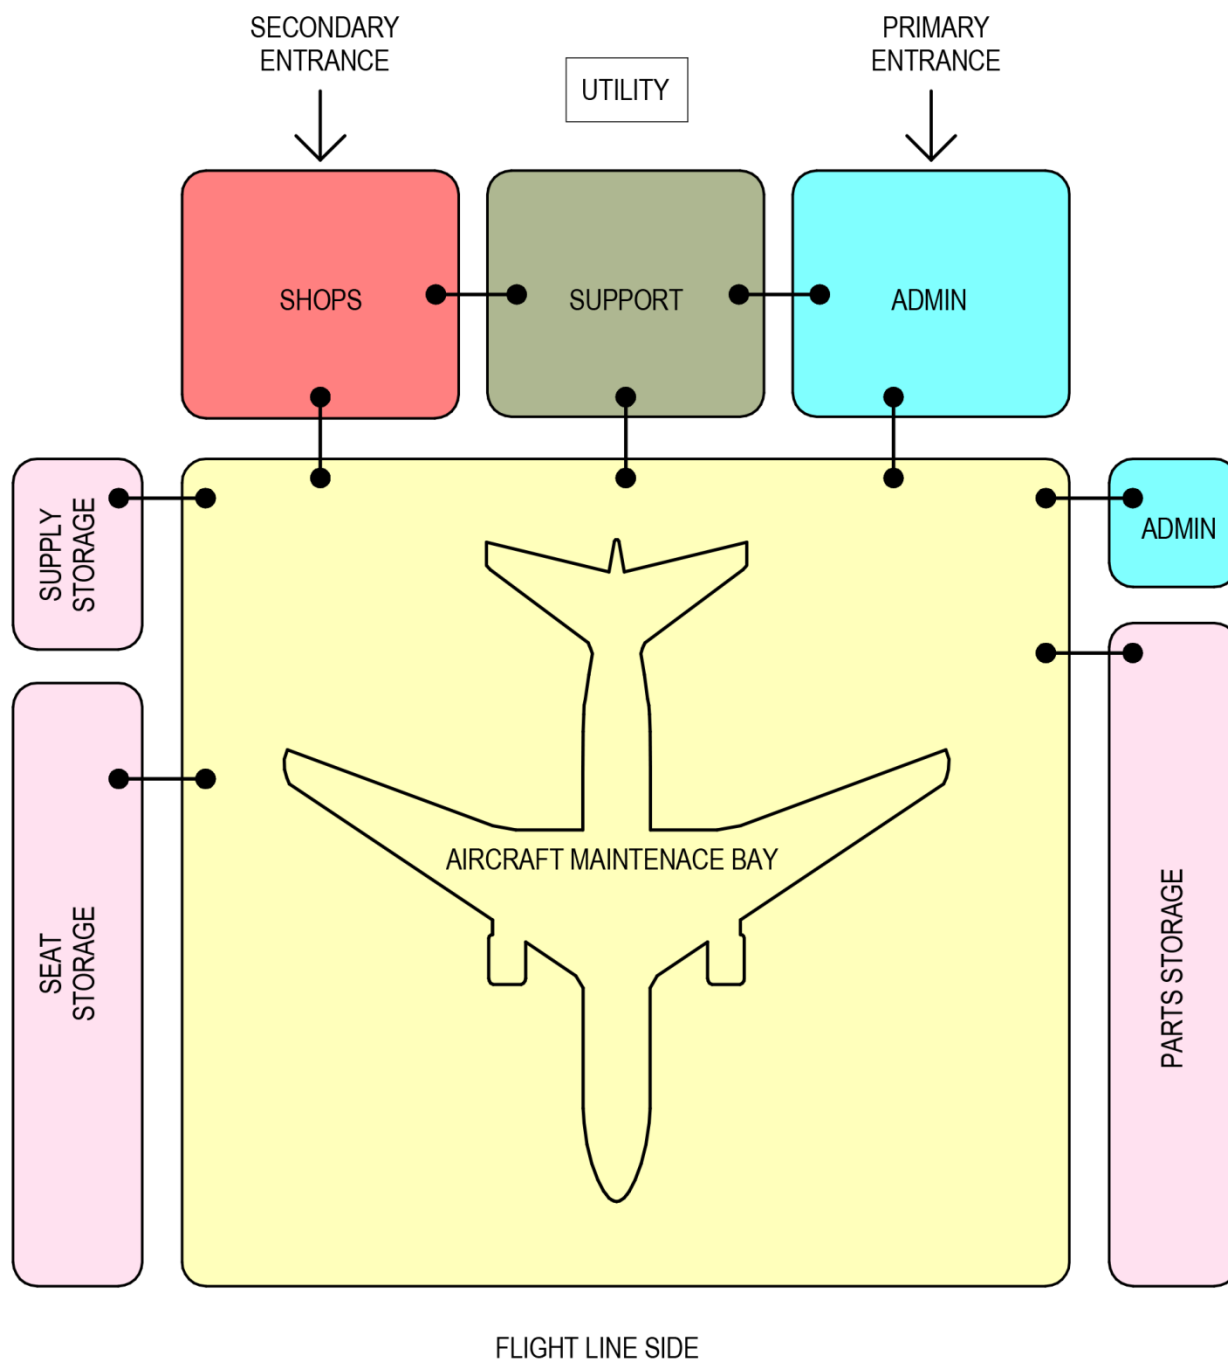 SECONDARY
ENTRANCE
UTILITY
PRIMARY
ENTRANCE
SHOPS
SUPPORT
ADMIN
SUPPLY
STORAGE
ADMIN
AIRCRAFT MAINTENACE BAY
SEAT
STORAGE
PARTS STORAGE
FLIGHT LINE SIDE